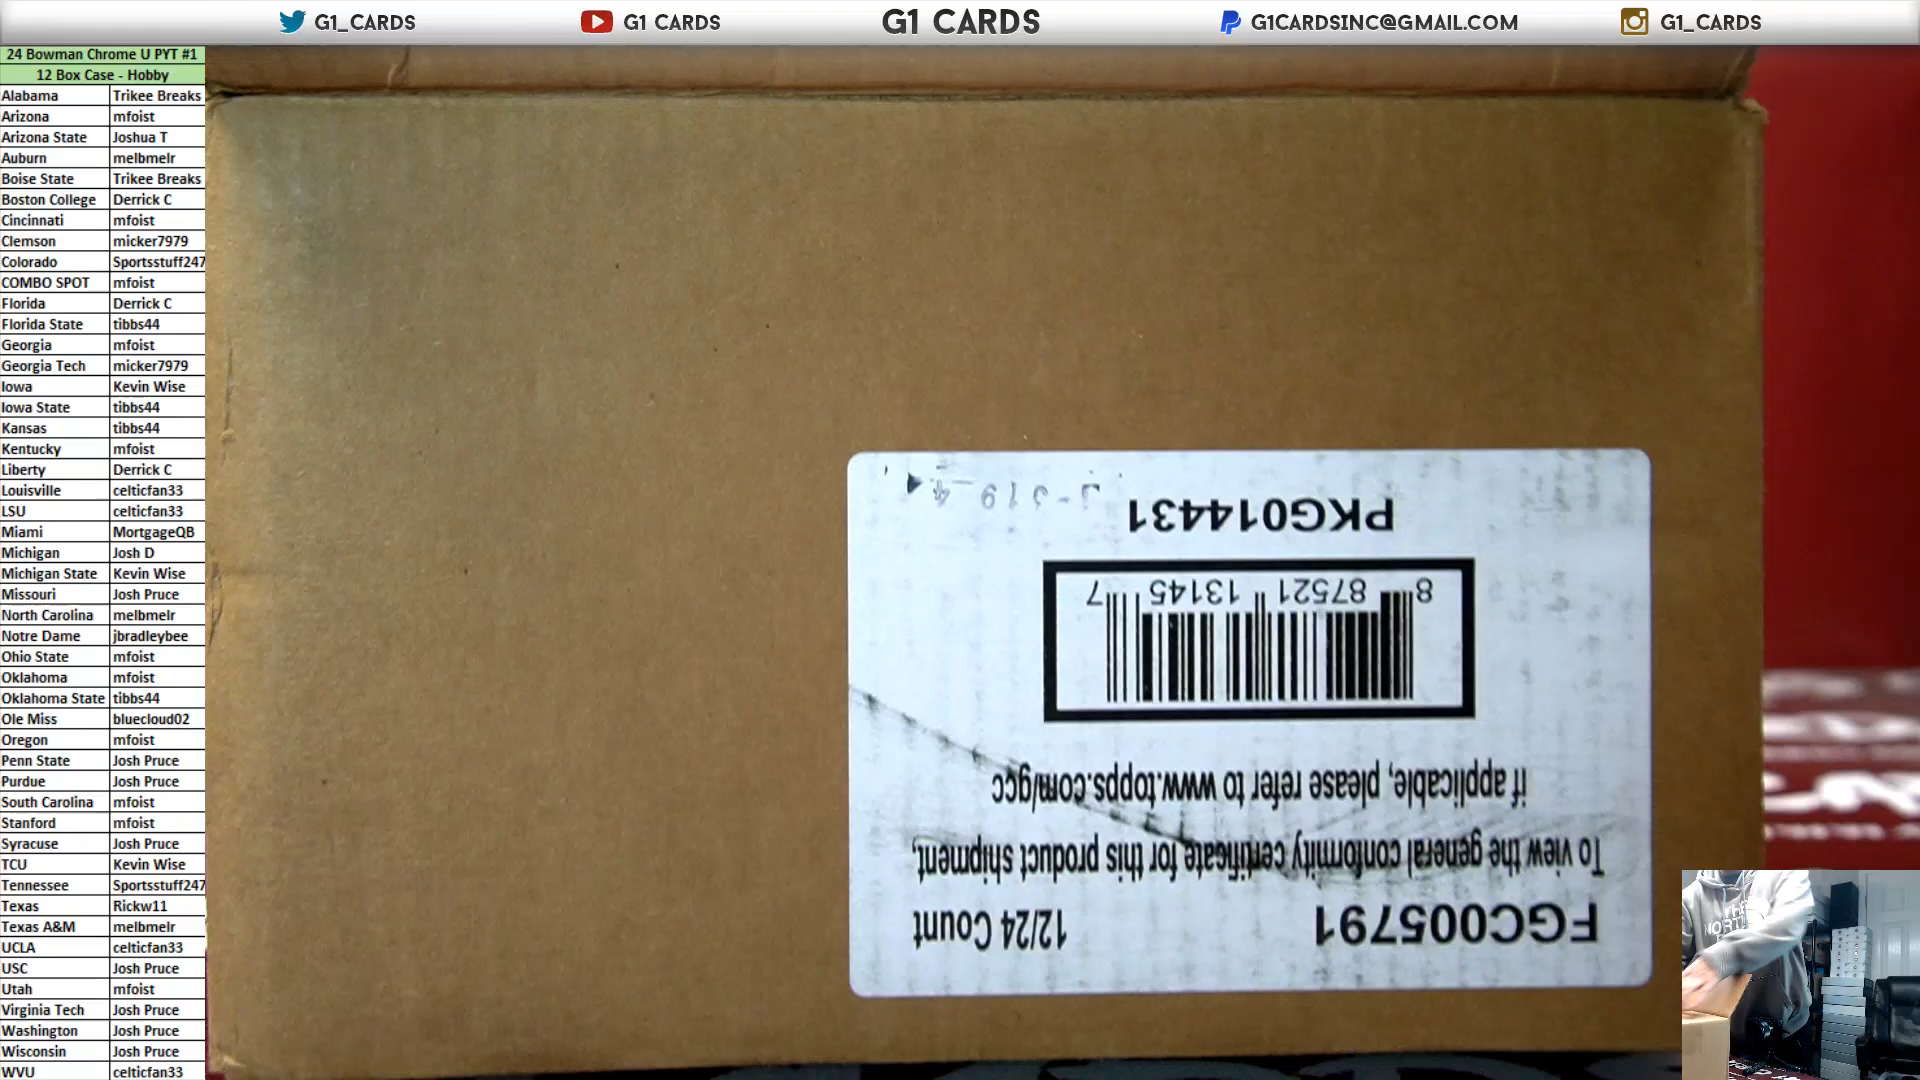 G1_CARDS G1 CARDS G1 CARDS G1CARDSINC@GMAIL.COM G1_CARDS
24 Bowman Chrome U PYT #1
12 Box Case - Hobby
Alabama Trikee Breaks
Arizona mfoist
Arizona State Joshua T
Auburn melbmelr
Boise State Trikee Breaks
Boston College Derrick C
Cincinnati mfoist
Clemson micker7979
Colorado Sportsstuff247
COMBO SPOT mfoist
Florida Derrick C
Florida State tibbs44
Georgia mfoist
Georgia Tech micker7979
Iowa Kevin Wise
Iowa State tibbs44
Kansas tibbs44
Kentucky mfoist
Liberty Derrick C
Louisville celticfan33
LSU celticfan33
Miami MortgageQB
Michigan Josh D
Michigan State Kevin Wise
Missouri Josh Pruce
North Carolina melbmelr
Notre Dame jbradleybee
Ohio State mfoist
Oklahoma mfoist
Oklahoma State tibbs44
Ole Miss bluecloud02
Oregon mfoist
Penn State Josh Pruce
Purdue Josh Pruce
South Carolina mfoist
Stanford mfoist
Syracuse Josh Pruce
TCU Kevin Wise
Tennessee Sportsstuff247
Texas Rickw11
Texas A&M melbmelr
UCLA celticfan33
USC Josh Pruce
Utah mfoist
Virginia Tech Josh Pruce
Washington Josh Pruce
Wisconsin Josh Pruce
WVU celticfan33
FGC005791 12/24 Count
To view the general conformity certificate for this product shipment,
if applicable, please refer to www.topps.com/gcc
8 87521 13145 7
PKG014431